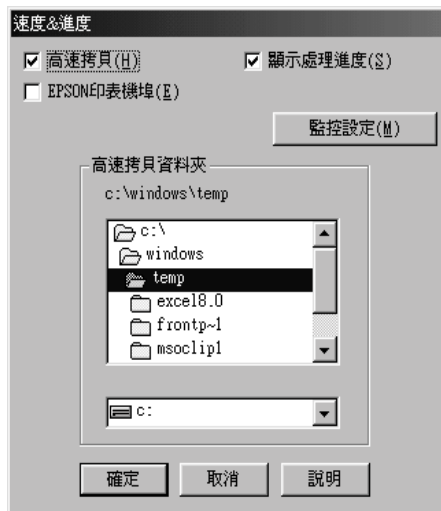 速度&進度
高速拷貝(H)
顯示處理進度(S)
EPSON印表機埠(E)
監控設定(M)
高速拷貝資料夾
c:\windows\temp
c:\
windows
temp
excel8.0
frontp~1
msoclip1
c:
確定
取消
說明